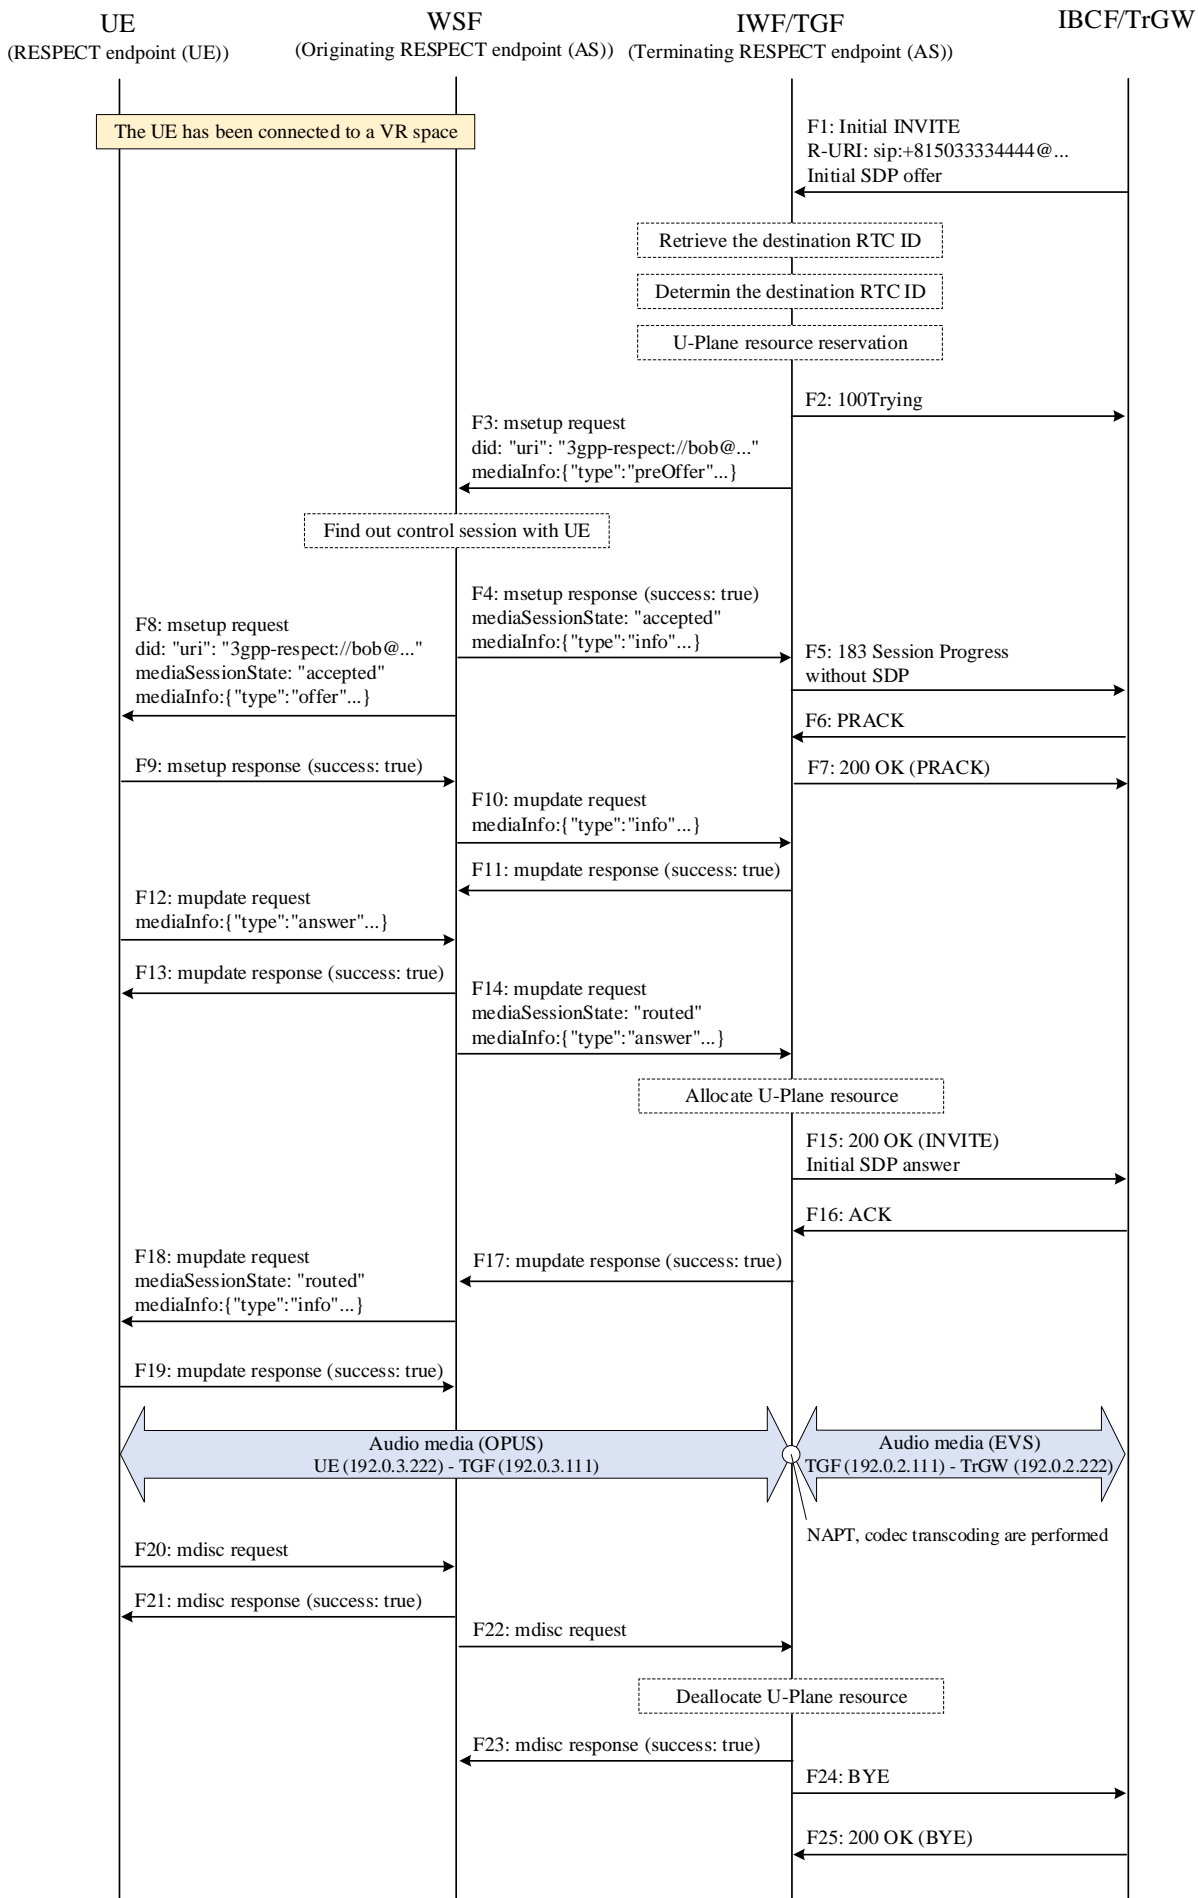 UE
(RESPECT endpoint (UE))
WSF
(Originating RESPECT endpoint (AS))
IWF/TGF
(Terminating RESPECT endpoint (AS))
IBCF/TrGW
The UE has been connected to a VR space
F1: Initial INVITE
R-URI: sip:+815033334444@...
Initial SDP offer
Retrieve the destination RTC ID
Determin the destination RTC ID
U-Plane resource reservation
F2: 100Trying
F3: msetup request
did: "uri": "3gpp-respect://bob@..."
mediaInfo:{"type":"preOffer"...}
Find out control session with UE
F4: msetup response (success: true)
mediaSessionState: "accepted"
mediaInfo:{"type":"info"...}
F8: msetup request
did: "uri": "3gpp-respect://bob@..."
mediaSessionState: "accepted"
mediaInfo:{"type":"offer"...}
F5: 183 Session Progress
without SDP
F6: PRACK
F9: msetup response (success: true)
F7: 200 OK (PRACK)
F10: mupdate request
mediaInfo:{"type":"info"...}
F11: mupdate response (success: true)
F12: mupdate request
mediaInfo:{"type":"answer"...}
F13: mupdate response (success: true)
F14: mupdate request
mediaSessionState: "routed"
mediaInfo:{"type":"answer"...}
Allocate U-Plane resource
F15: 200 OK (INVITE)
Initial SDP answer
F16: ACK
F17: mupdate response (success: true)
F18: mupdate request
mediaSessionState: "routed"
mediaInfo:{"type":"info"...}
F19: mupdate response (success: true)
Audio media (OPUS)
UE (192.0.3.222) - TGF (192.0.3.111)
Audio media (EVS)
TGF (192.0.2.111) - TrGW (192.0.2.222)
NAPT, codec transcoding are performed
F20: mdisc request
F21: mdisc response (success: true)
F22: mdisc request
Deallocate U-Plane resource
F23: mdisc response (success: true)
F24: BYE
F25: 200 OK (BYE)